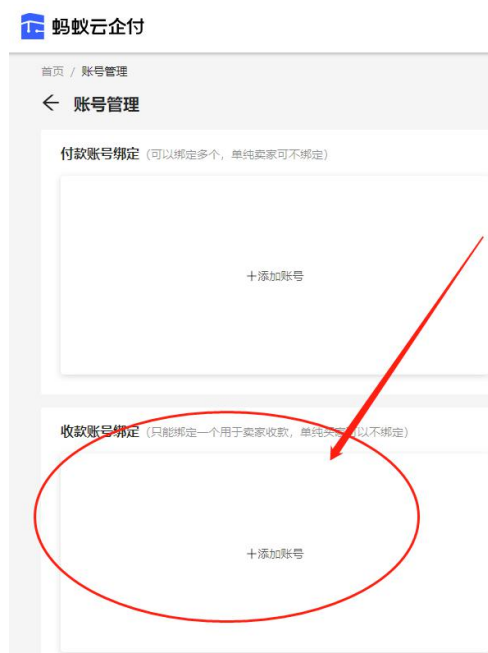 蚂蚁云企付
首页 / 账号管理
← 账号管理
付款账号绑定（可以绑定多个，单纯卖家可不绑定）
+添加账号
收款账号绑定（只能绑定一个用于卖家收款，单纯买家可以不绑定）
+添加账号